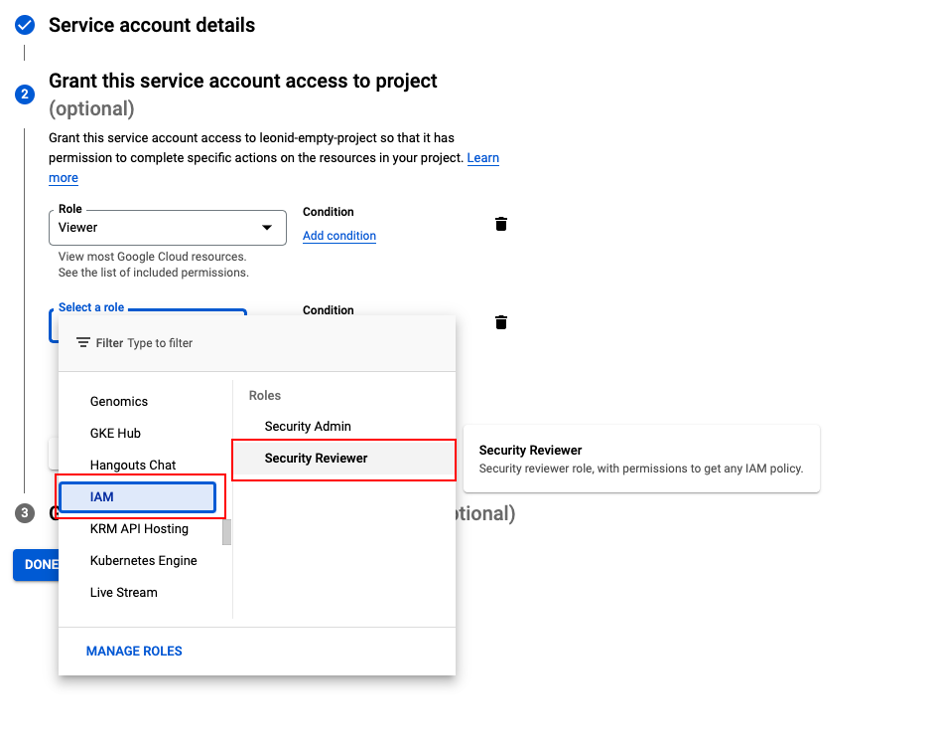 Service account details
2
Grant this service account access to project
(optional)
Grant this service account access to leonid-empty-project so that it has
permission to complete specific actions on the resources in your project. Learn
more
Role
Viewer
Condition
Add condition
View most Google Cloud resources.
See the list of included permissions.
Select a role
Condition
Filter Type to filter
Genomics
GKE Hub
Hangouts Chat
IAM
KRM API Hosting
Kubernetes Engine
Live Stream
Roles
Security Admin
Security Reviewer
Security Reviewer
Security reviewer role, with permissions to get any IAM policy.
3
DONE
MANAGE ROLES